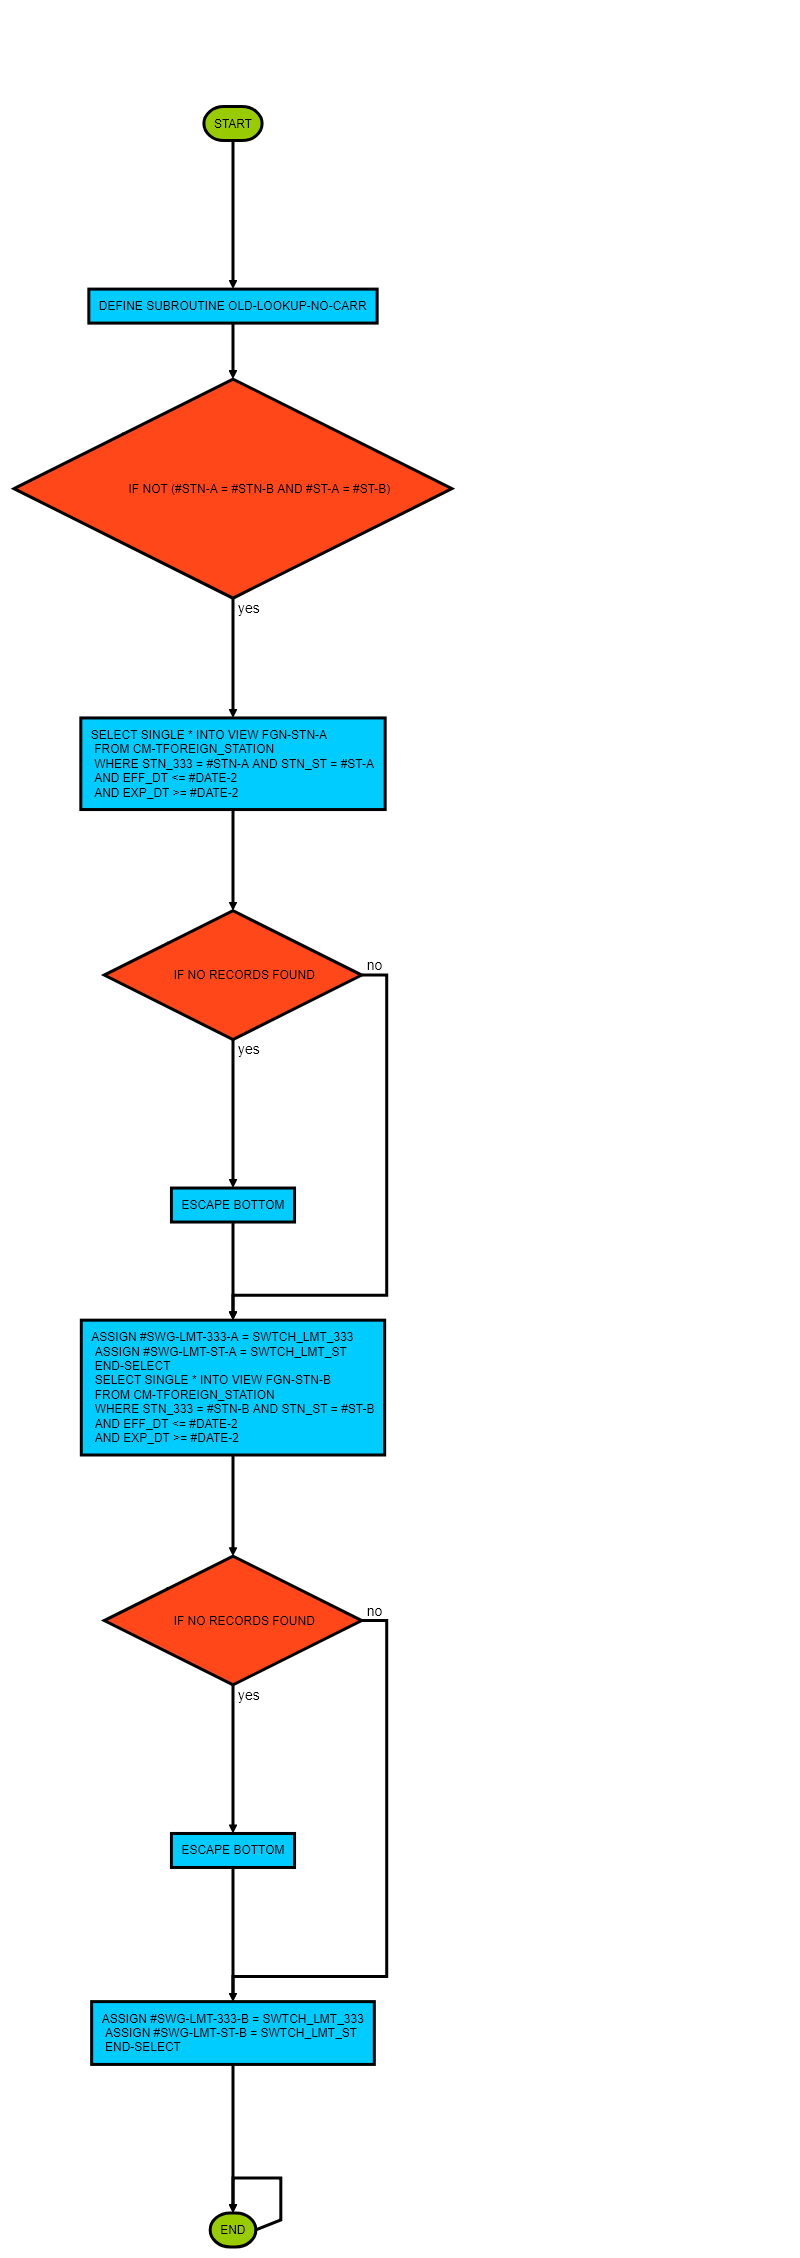 START
DEFINE SUBROUTINE OLD-LOOKUP-NO-CARR
IF NOT (#STN-A = #STN-B AND #ST-A = #ST-B)
yes
SELECT SINGLE * INTO VIEW FGN-STN-A
FROM CM-TFOREIGN_STATION
WHERE STN_333 = #STN-A AND STN_ST = #ST-A
AND EFF_DT <= #DATE-2
AND EXP_DT >= #DATE-2
IF NO RECORDS FOUND
no
yes
ESCAPE BOTTOM
ASSIGN #SWG-LMT-333-A = SWTCH_LMT_333
ASSIGN #SWG-LMT-ST-A = SWTCH_LMT_ST
END-SELECT
SELECT SINGLE * INTO VIEW FGN-STN-B
FROM CM-TFOREIGN_STATION
WHERE STN_333 = #STN-B AND STN_ST = #ST-B
AND EFF_DT <= #DATE-2
AND EXP_DT >= #DATE-2
IF NO RECORDS FOUND
no
yes
ESCAPE BOTTOM
ASSIGN #SWG-LMT-333-B = SWTCH_LMT_333
ASSIGN #SWG-LMT-ST-B = SWTCH_LMT_ST
END-SELECT
END